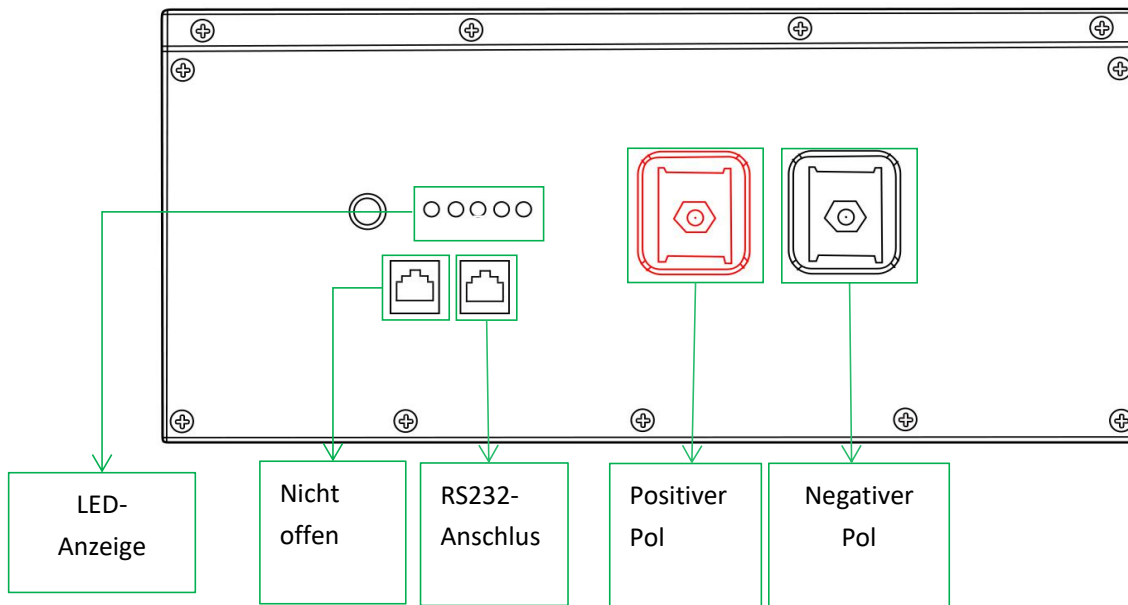 LED-
Anzeige
Nicht
offen
RS232-
Anschlus
Positiver
Pol
Negativer
Pol